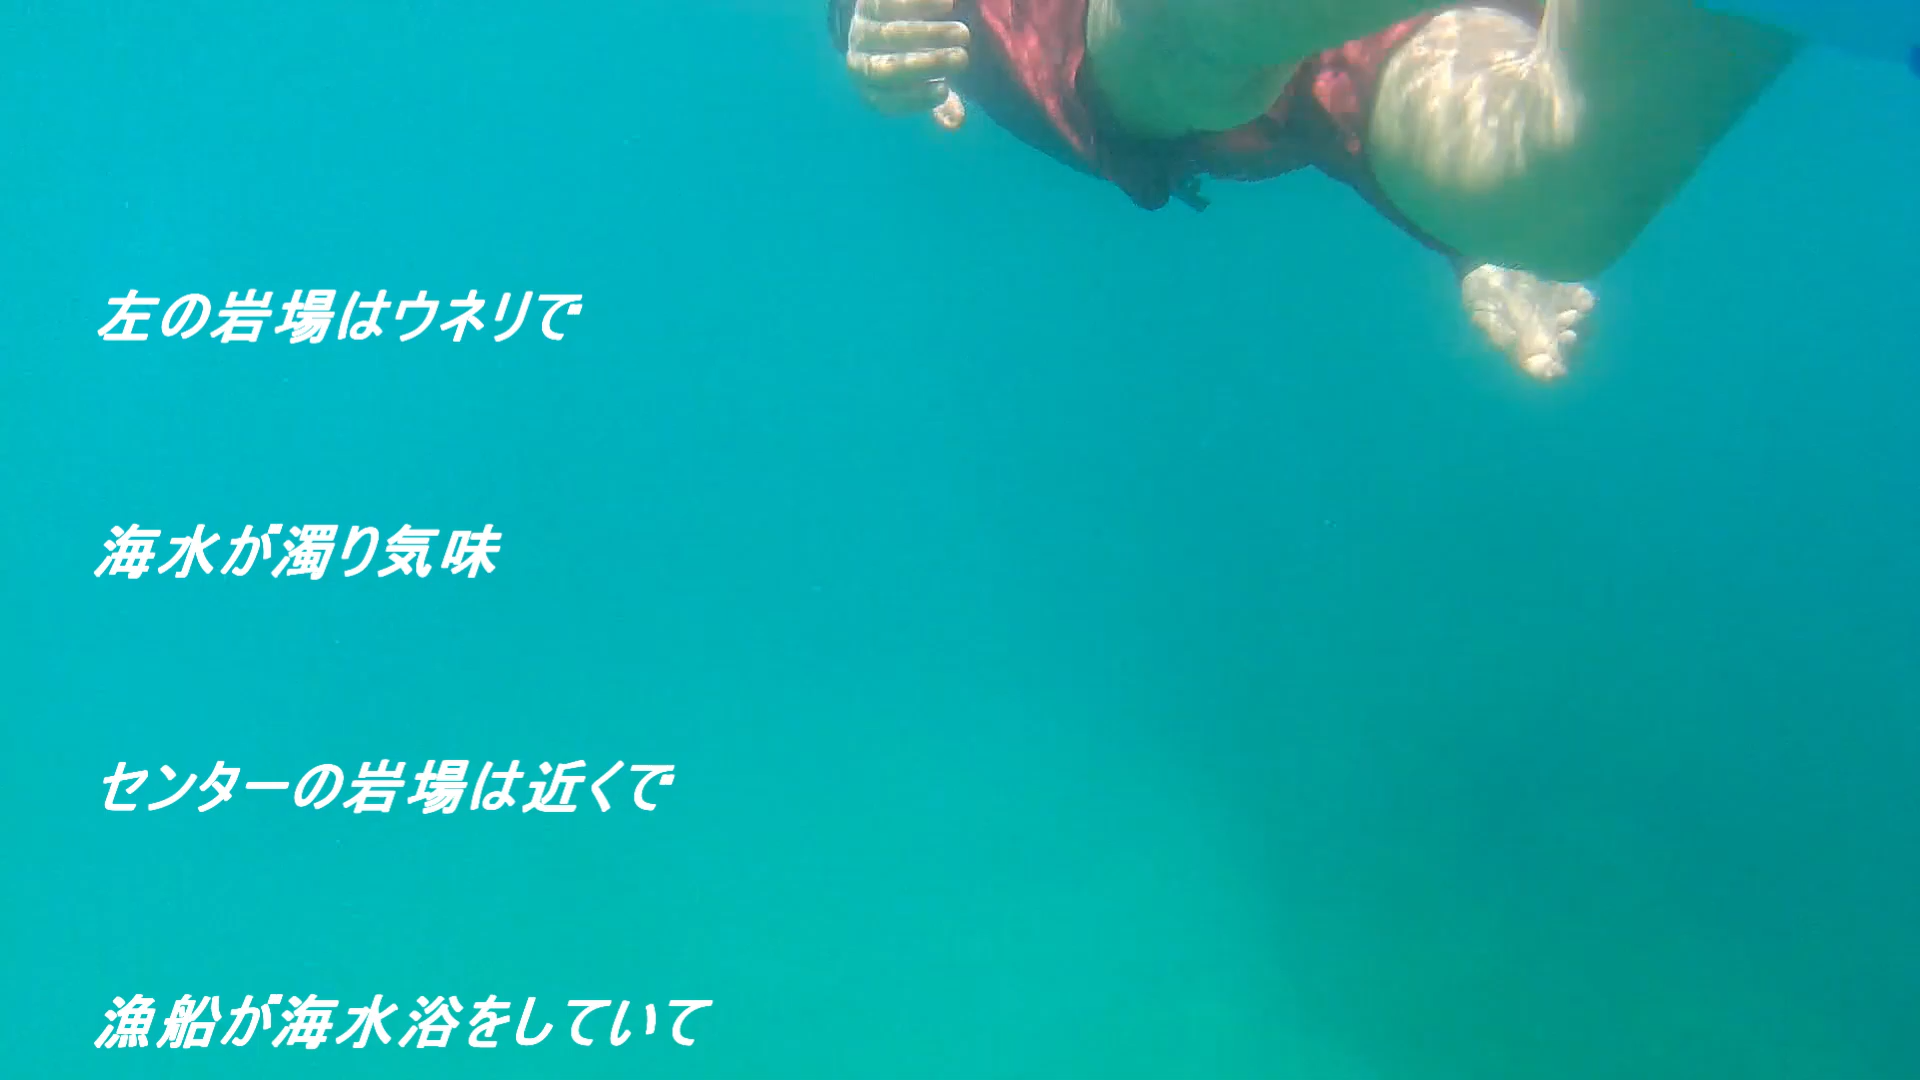 左の岩場はウネリで
海水が濁り気味
センターの岩場は近くで
漁船が海水浴をしていて